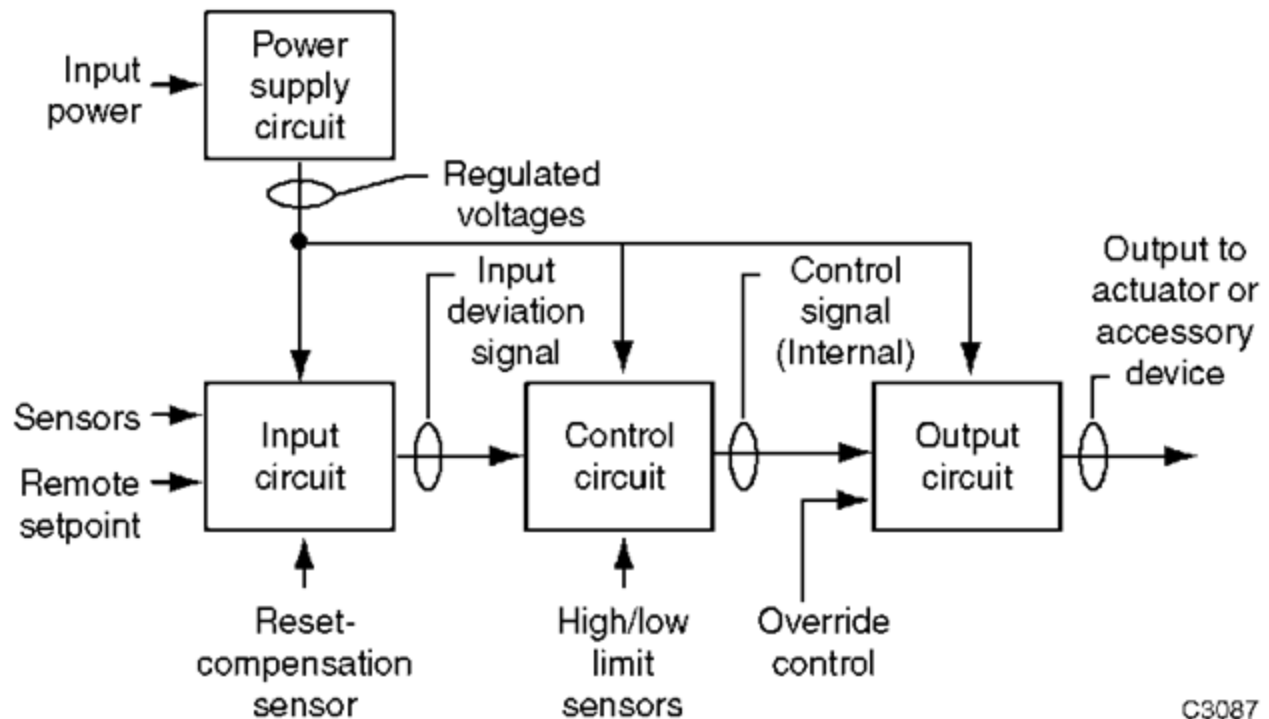 Power
supply
circuit
Input
power
Regulated
voltages
Input
deviation
signal
Control
signal
(Internal)
Output to
actuator or
accessory
device
Sensors
Remote
setpoint
Input
circuit
Control
circuit
Output
circuit
Reset-
compensation
sensor
High/low
limit
sensors
Override
control
C3087